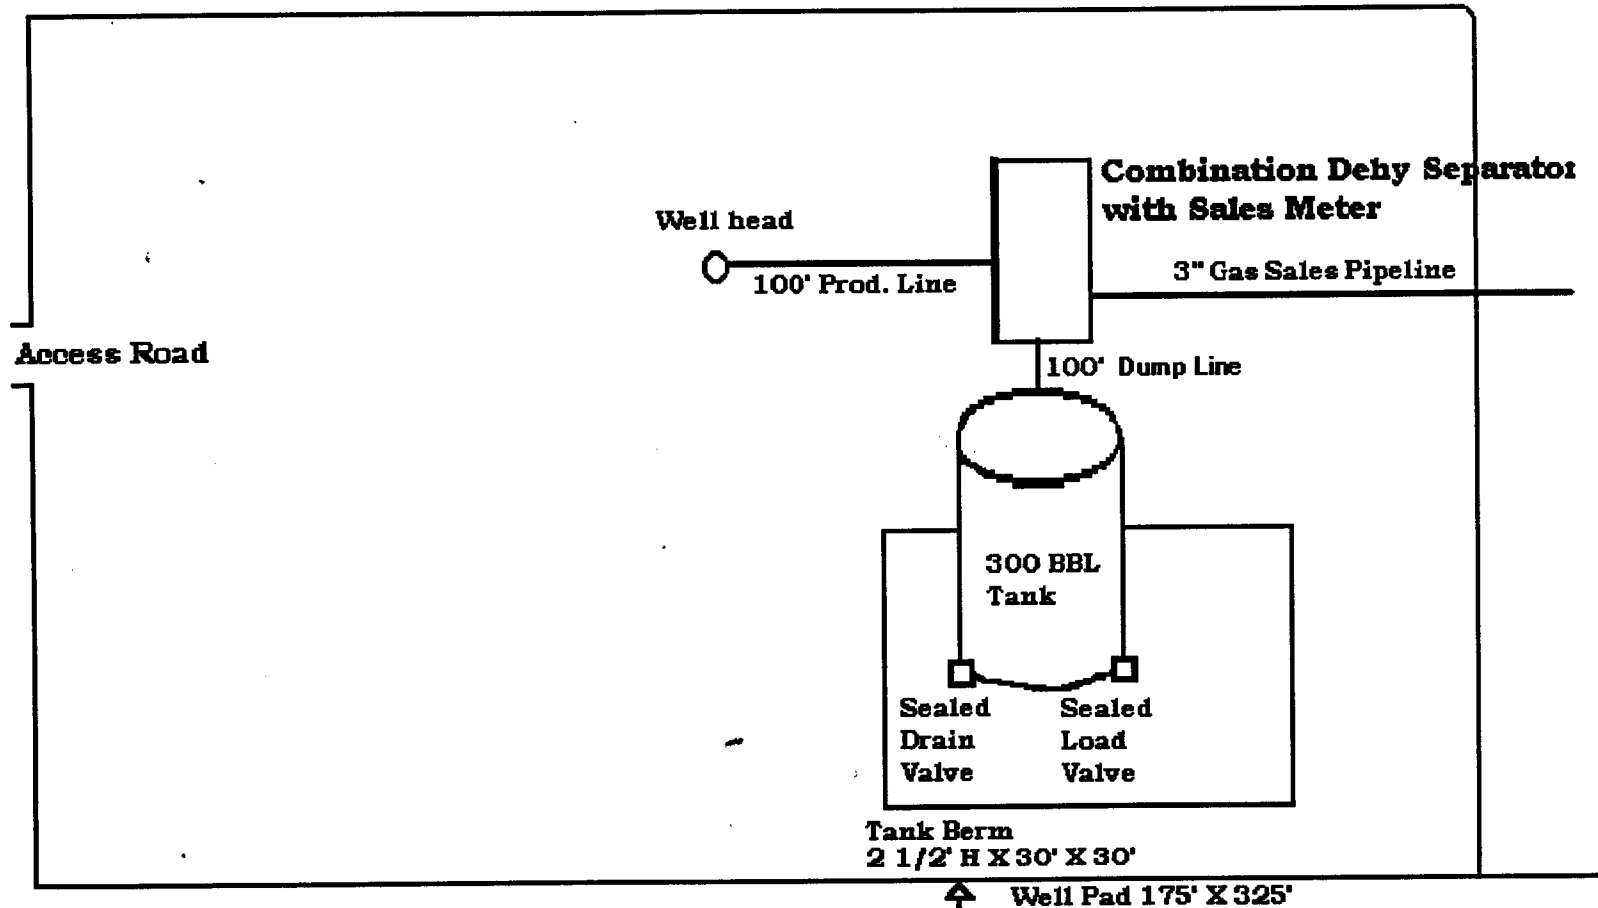 Combination Dehy Separator
with Sales Meter
Well head
3" Gas Sales Pipeline
100' Prod. Line
Access Road
100' Dump Line
300 BBL
Tank
Sealed
Drain
Valve
Sealed
Load
Valve
Tank Berm
2 1/2' H X 30' X 30'
Well Pad 175' X 325'